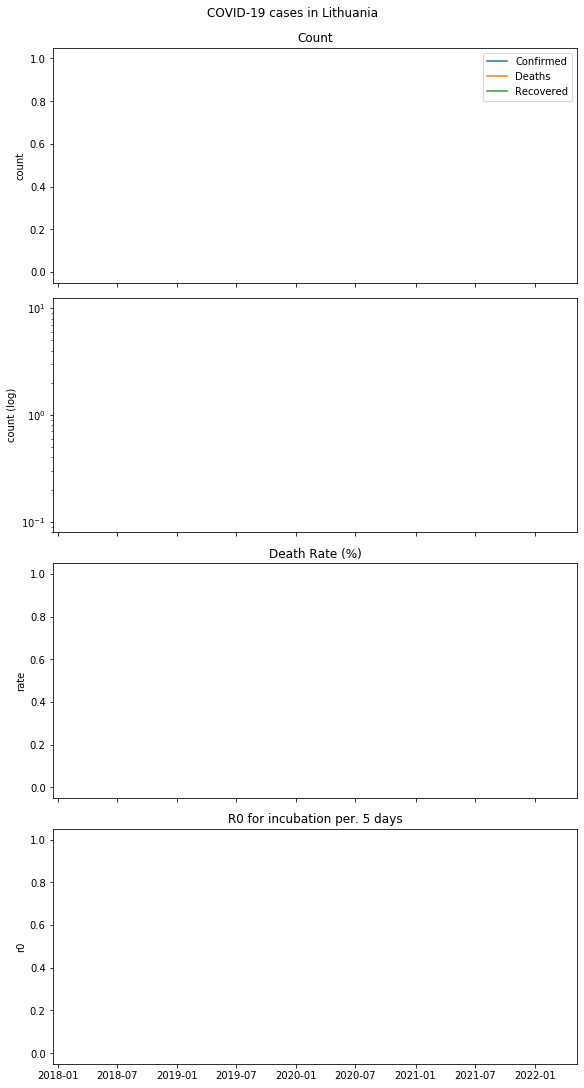 COVID-19 cases in Lithuania
Count
Confirmed
Deaths
Recovered
1.0
0.8
0.6
0.4
0.2
0.0
count
10¹
10⁰
10⁻¹
count (log)
Death Rate (%)
1.0
0.8
0.6
0.4
0.2
0.0
rate
R0 for incubation per. 5 days
1.0
0.8
0.6
0.4
0.2
0.0
r0
2018-01 2018-07 2019-01 2019-07 2020-01 2020-07 2021-01 2021-07 2022-01